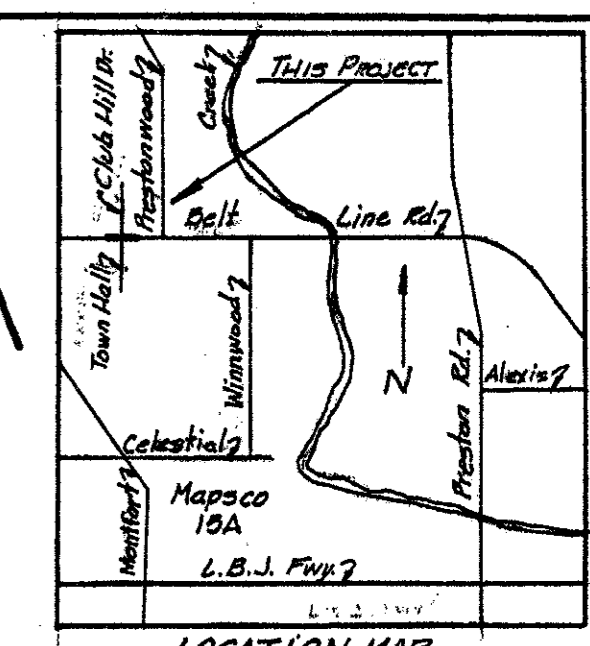 THIS PROJECT
Club Hill Dr.
Prestonwood
Creek
Belt Line Rd.
Town Hall
Winnwood
N
Preston Rd.
Alexis
Celestial
Montfort
Mapsco
15A
L.B.J. Fwy.
LOCATION MAP